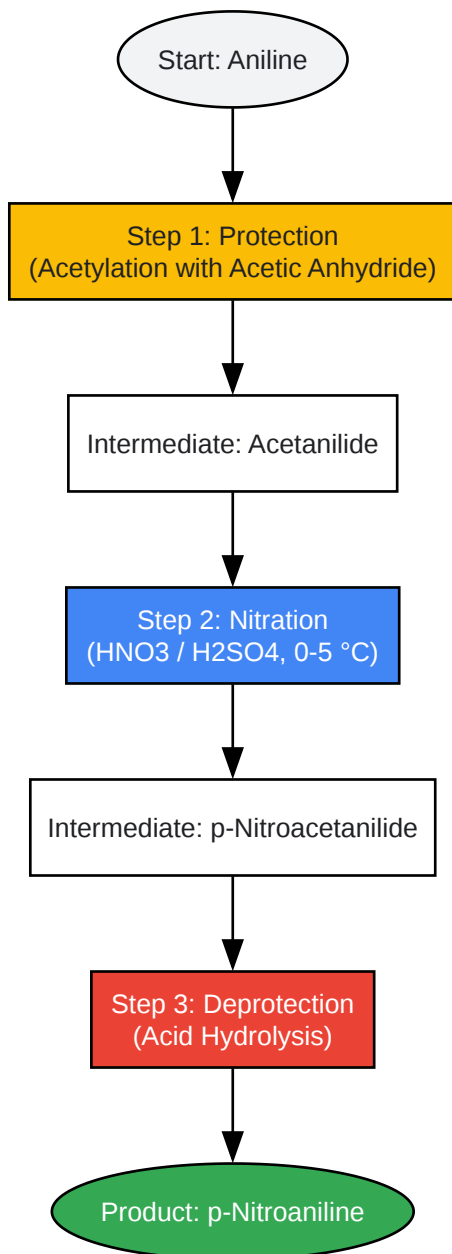 Start: Aniline
Step 1: Protection
(Acetylation with Acetic Anhydride)
Intermediate: Acetanilide
Step 2: Nitration
(HNO3 / H2SO4, 0-5 °C)
Intermediate: p-Nitroacetanilide
Step 3: Deprotection
(Acid Hydrolysis)
Product: p-Nitroaniline